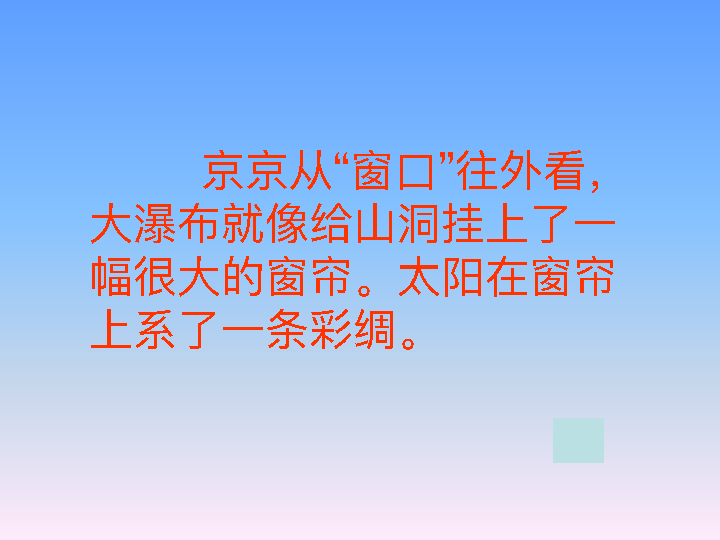 京京从“窗口”往外看，
大瀑布就像给山洞挂上了一
幅很大的窗帘。太阳在窗帘
上系了一条彩绸。